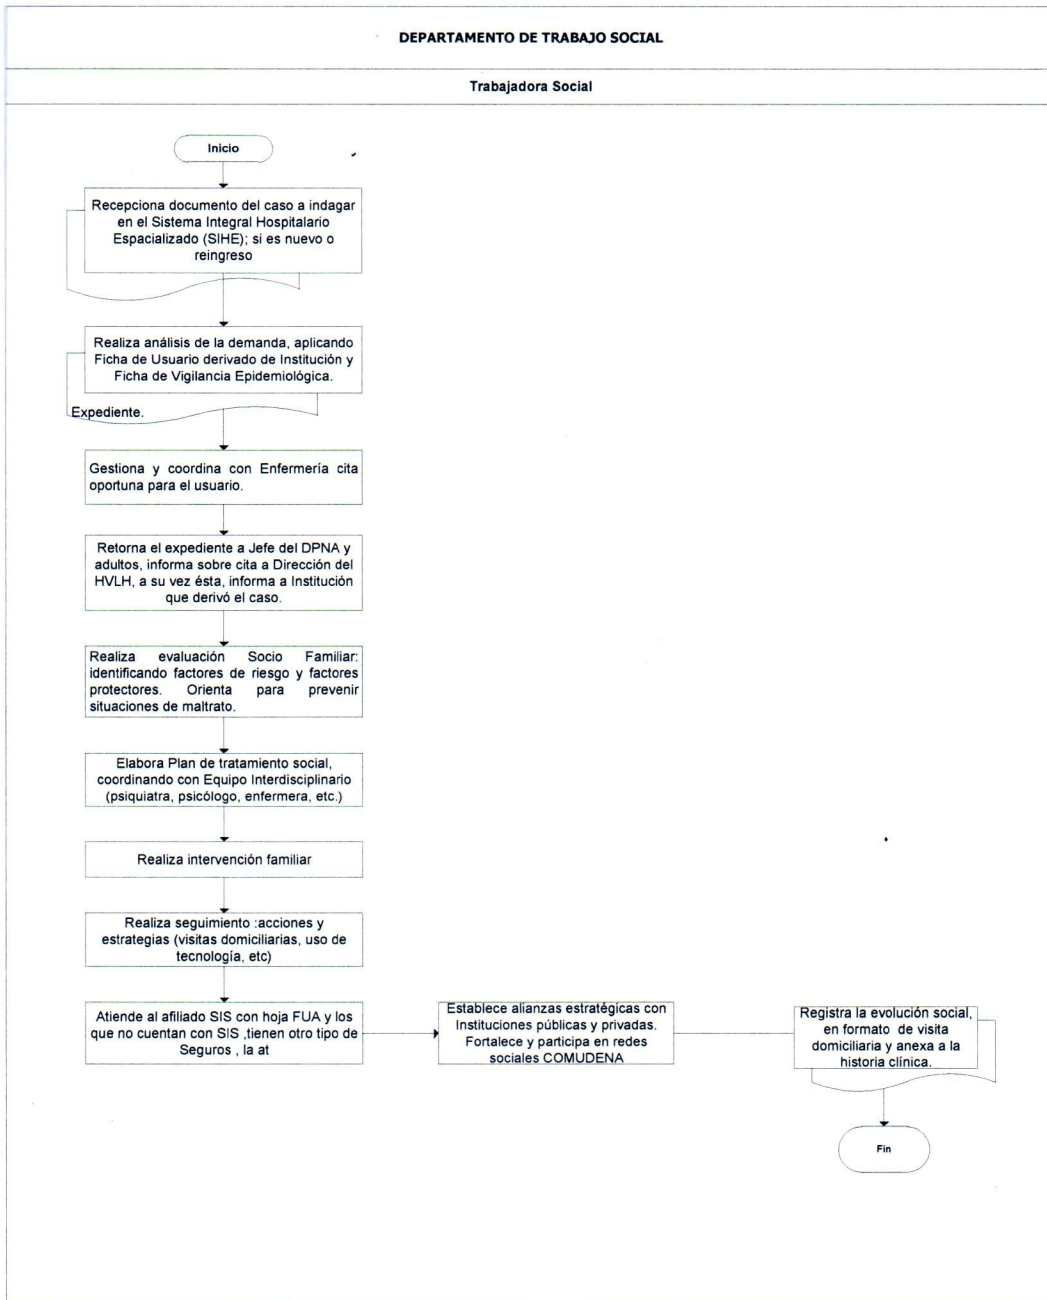 DEPARTAMENTO DE TRABAJO SOCIAL
Trabajadora Social
Inicio
Recepciona documento del caso a indagar
en el Sistema Integral Hospitalario
Espacializado (SIHE); si es nuevo o
reingreso
Realiza análisis de la demanda, aplicando
Ficha de Usuario derivado de Institución y
Ficha de Vigilancia Epidemiológica.
Expediente.
Gestiona y coordina con Enfermería cita
oportuna para el usuario.
Retorna el expediente a Jefe del DPNA y
adultos, informa sobre cita a Dirección del
HVLH, a su vez ésta, informa a Institución
que derivó el caso.
Realiza evaluación Socio Familiar:
identificando factores de riesgo y factores
protectores. Orienta para prevenir
situaciones de maltrato.
Elabora Plan de tratamiento social,
coordinando con Equipo Interdisciplinario
(psiquiatra, psicólogo, enfermera, etc.)
Realiza intervención familiar
Realiza seguimiento :acciones y
estrategias (visitas domiciliarias, uso de
tecnología, etc)
Atiende al afiliado SIS con hoja FUA y los
que no cuentan con SIS ,tienen otro tipo de
Seguros , la at
Establece alianzas estratégicas con
Instituciones públicas y privadas.
Fortalece y participa en redes
sociales COMUDENA
Registra la evolución social,
en formato de visita
domiciliaria y anexa a la
historia clínica.
Fin